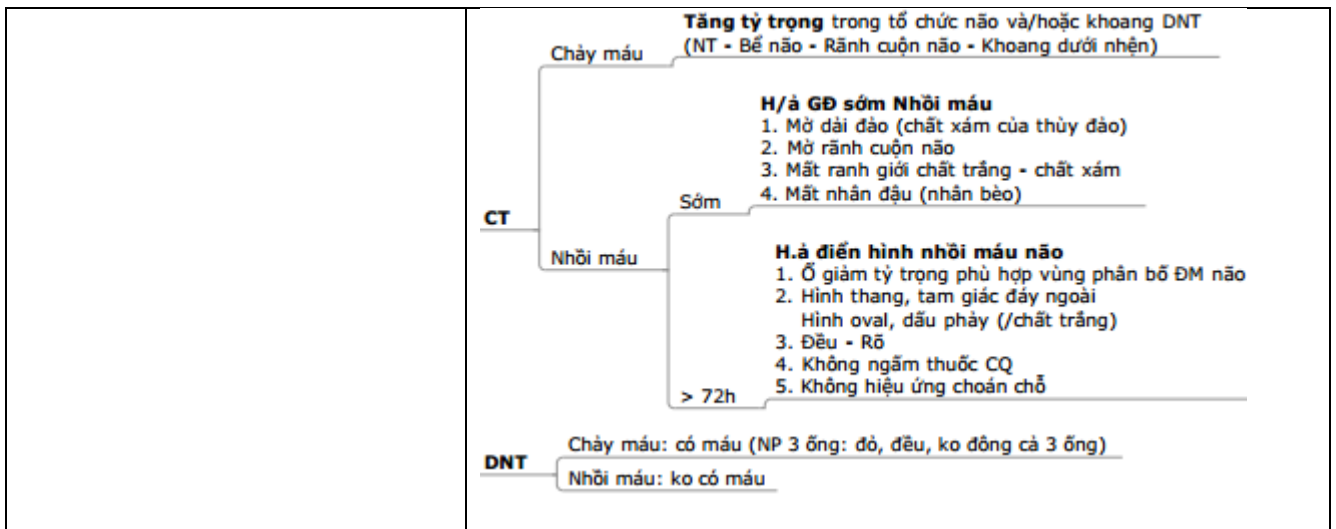 Tăng tỷ trọng trong tổ chức não và/hoặc khoang DNT
(NT - Bể não - Rãnh cuộn não - Khoang dưới nhện)
Chảy máu
H/ả GĐ sớm Nhồi máu
1. Mờ dải đảo (chất xám của thùy đảo)
2. Mờ rãnh cuộn não
3. Mất ranh giới chất trắng - chất xám
4. Mất nhân đậu (nhân bèo)
Sớm
CT
Nhồi máu
H.ả điển hình nhồi máu não
1. Ổ giảm tỷ trọng phù hợp vùng phân bố ĐM não
2. Hình thang, tam giác đáy ngoài
Hình oval, dấu phảy (/chất trắng)
3. Đều - Rõ
4. Không ngấm thuốc CQ
5. Không hiệu ứng choán chỗ
> 72h
Chảy máu: có máu (NP 3 ống: đỏ, đều, ko đông cả 3 ống)
DNT
Nhồi máu: ko có máu